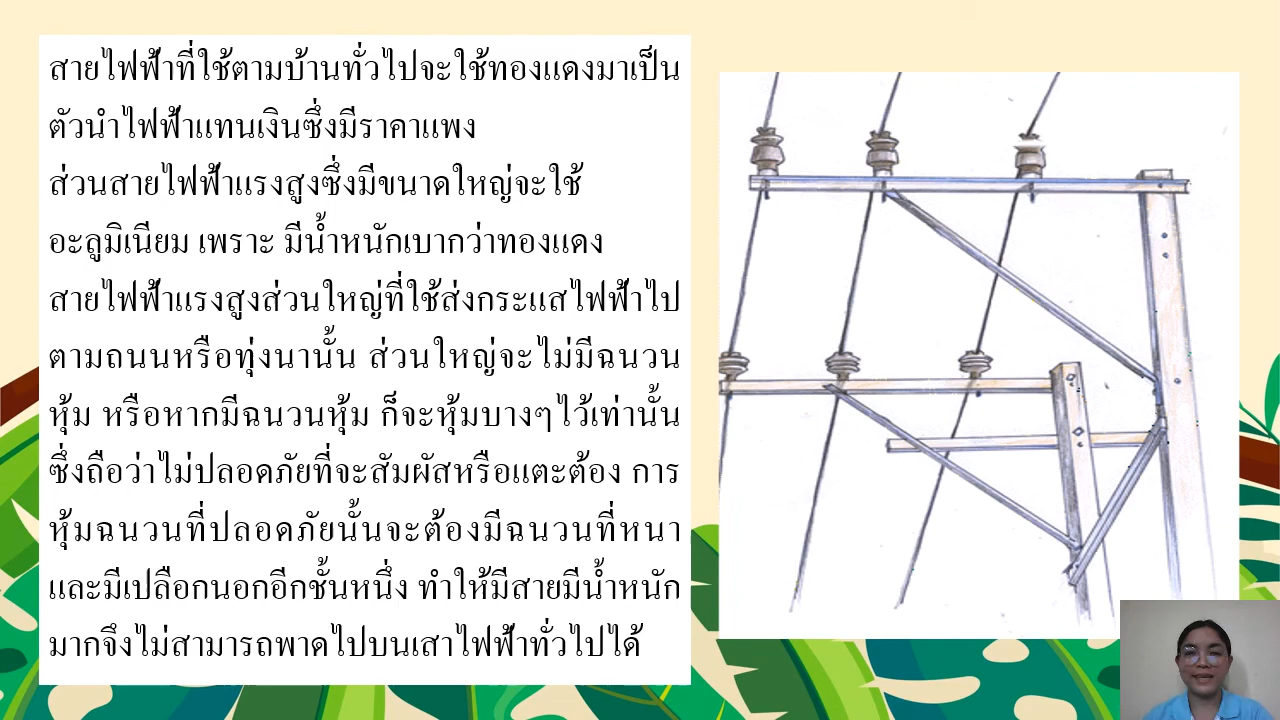 สายไฟฟ้าที่ใช้ตามบ้านทั่วไปจะใช้ทองแดงมาเป็น
ตัวนำไฟฟ้าแทนเงินซึ่งมีราคาแพง
ส่วนสายไฟฟ้าแรงสูงซึ่งมีขนาดใหญ่จะใช้
อะลูมิเนียม เพราะ มีน้ำหนักเบากว่าทองแดง
สายไฟฟ้าแรงสูงส่วนใหญ่ที่ใช้ส่งกระแสไฟฟ้าไป
ตามถนนหรือทุ่งนานั้น ส่วนใหญ่จะไม่มีฉนวน
หุ้ม หรือหากมีฉนวนหุ้ม ก็จะหุ้มบางๆไว้เท่านั้น
ซึ่งถือว่าไม่ปลอดภัยที่จะสัมผัสหรือแตะต้อง การ
หุ้มฉนวนที่ปลอดภัยนั้นจะต้องมีฉนวนที่หนา
และมีเปลือกนอกอีกชั้นหนึ่ง ทำให้มีสายมีน้ำหนัก
มากจึงไม่สามารถพาดไปบนเสาไฟฟ้าทั่วไปได้